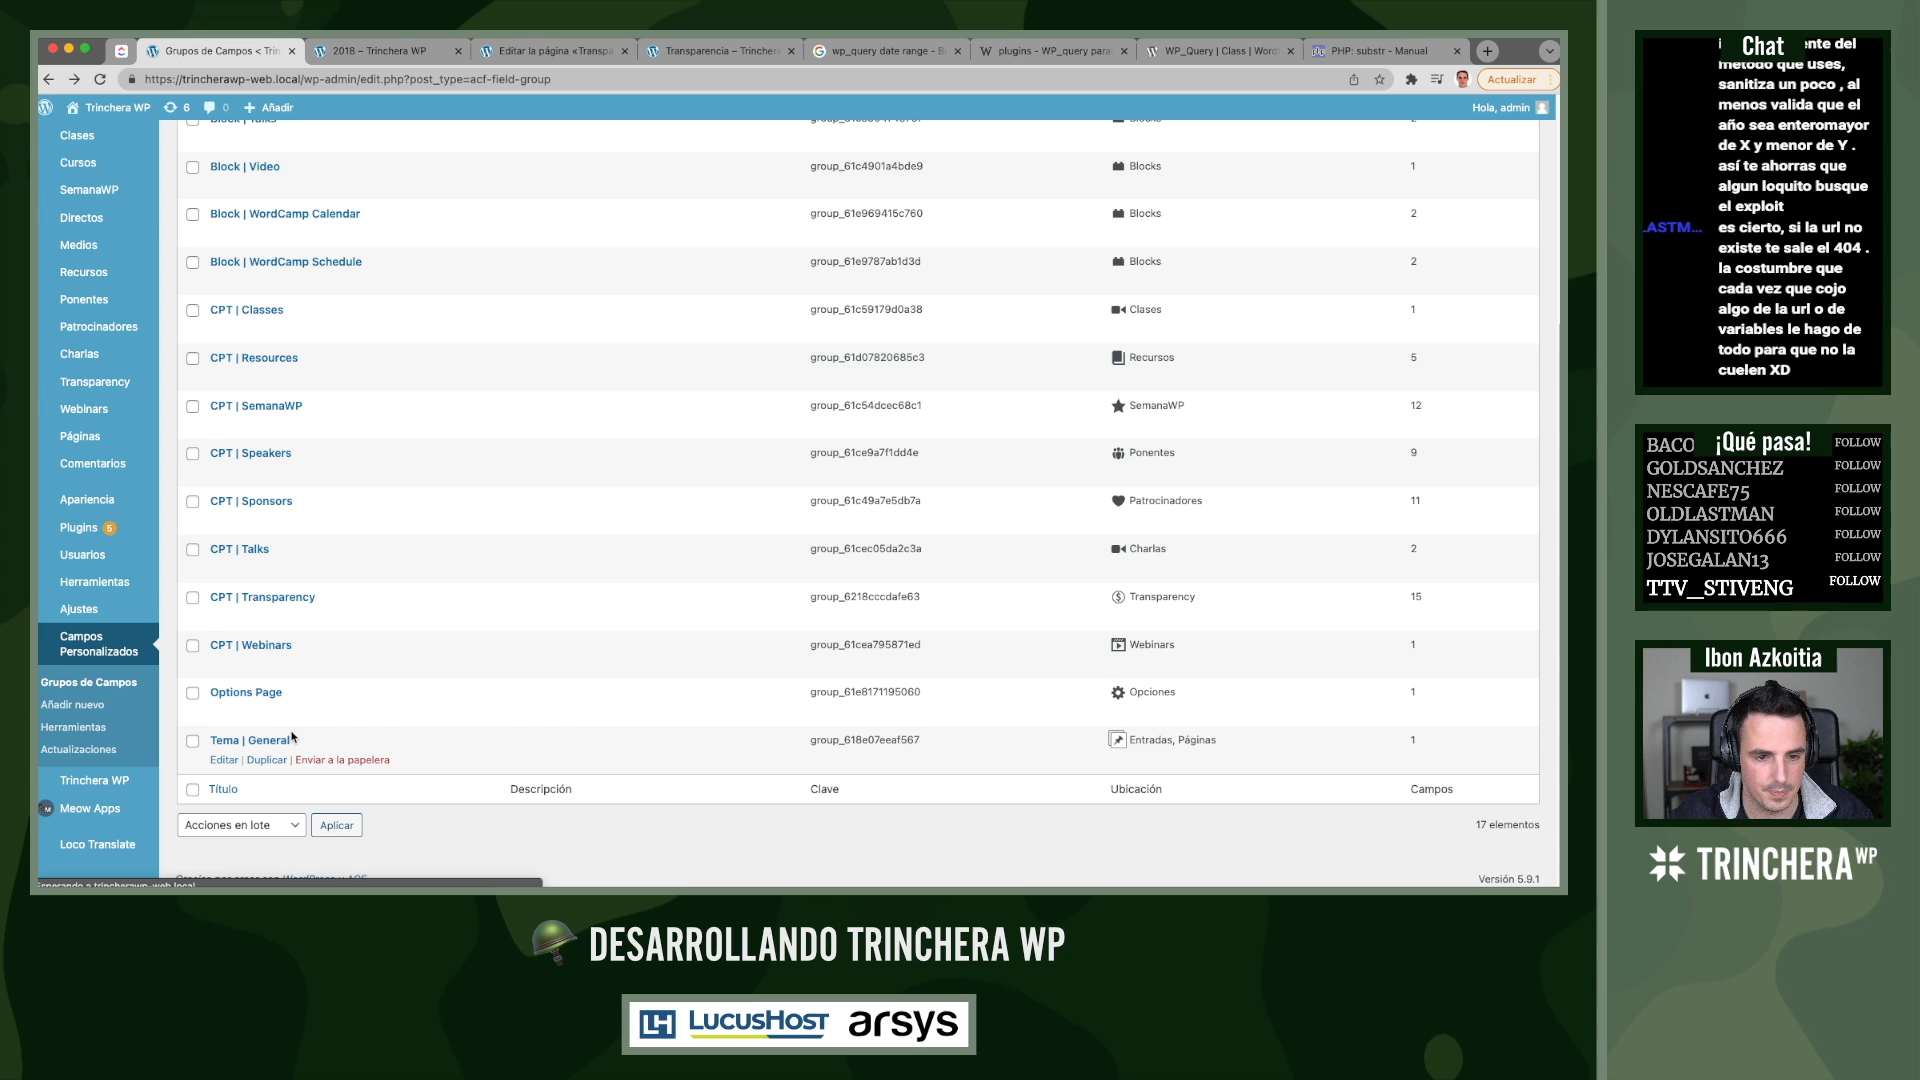 Grupos de Campos < Trin
2018 – Trinchera WP
Editar la página «Transpa
Transparencia – Trincher
wp_query date range - B
plugins - WP_query para
WP_Query | Class | Word
PHP: substr - Manual
https://trincherawp-web.local/wp-admin/edit.php?post_type=acf-field-group
Actualizar
Trinchera WP 6 0 Añadir
Hola, admin
Clases
Cursos
SemanaWP
Directos
Medios
Recursos
Ponentes
Patrocinadores
Charlas
Transparency
Webinars
Páginas
Comentarios
Apariencia
Plugins 5
Usuarios
Herramientas
Ajustes
Campos
Personalizados
Grupos de Campos
Añadir nuevo
Herramientas
Actualizaciones
Trinchera WP
Meow Apps
Loco Translate
Block | Video group_61c4901a4bde9 Blocks 1
Block | WordCamp Calendar group_61e969415c760 Blocks 2
Block | WordCamp Schedule group_61e9787ab1d3d Blocks 2
CPT | Classes group_61c59179d0a38 Clases 1
CPT | Resources group_61d07820685c3 Recursos 5
CPT | SemanaWP group_61c54dcec68c1 SemanaWP 12
CPT | Speakers group_61ce9a7f1dd4e Ponentes 9
CPT | Sponsors group_61c49a7e5db7a Patrocinadores 11
CPT | Talks group_61cec05da2c3a Charlas 2
CPT | Transparency group_6218cccdafe63 Transparency 15
CPT | Webinars group_61cea795871ed Webinars 1
Options Page group_61e8171195060 Opciones 1
Tema | General group_618e07eeaf567 Entradas, Páginas 1
Editar | Duplicar | Enviar a la papelera
Título Descripción Clave Ubicación Campos
Acciones en lote Aplicar 17 elementos
Versión 5.9.1
Chat
método que uses,
sanitiza un poco , al
menos valida que el
año sea enteromayor
de X y menor de Y .
así te ahorras que
algun loquito busque
el exploit
LASTM... es cierto, si la url no
existe te sale el 404 .
la costumbre que
cada vez que cojo
algo de la url o de
variables le hago de
todo para que no la
cuelen XD
¡Qué pasa!
BACO FOLLOW
GOLDSANCHEZ FOLLOW
NESCAFE75 FOLLOW
OLDLASTMAN FOLLOW
DYLANSITO666 FOLLOW
JOSEGALAN13 FOLLOW
TTV_STIVENG FOLLOW
Ibon Azkoitia
TRINCHERA WP
DESARROLLANDO TRINCHERA WP
LH LUCUSHOST arsys